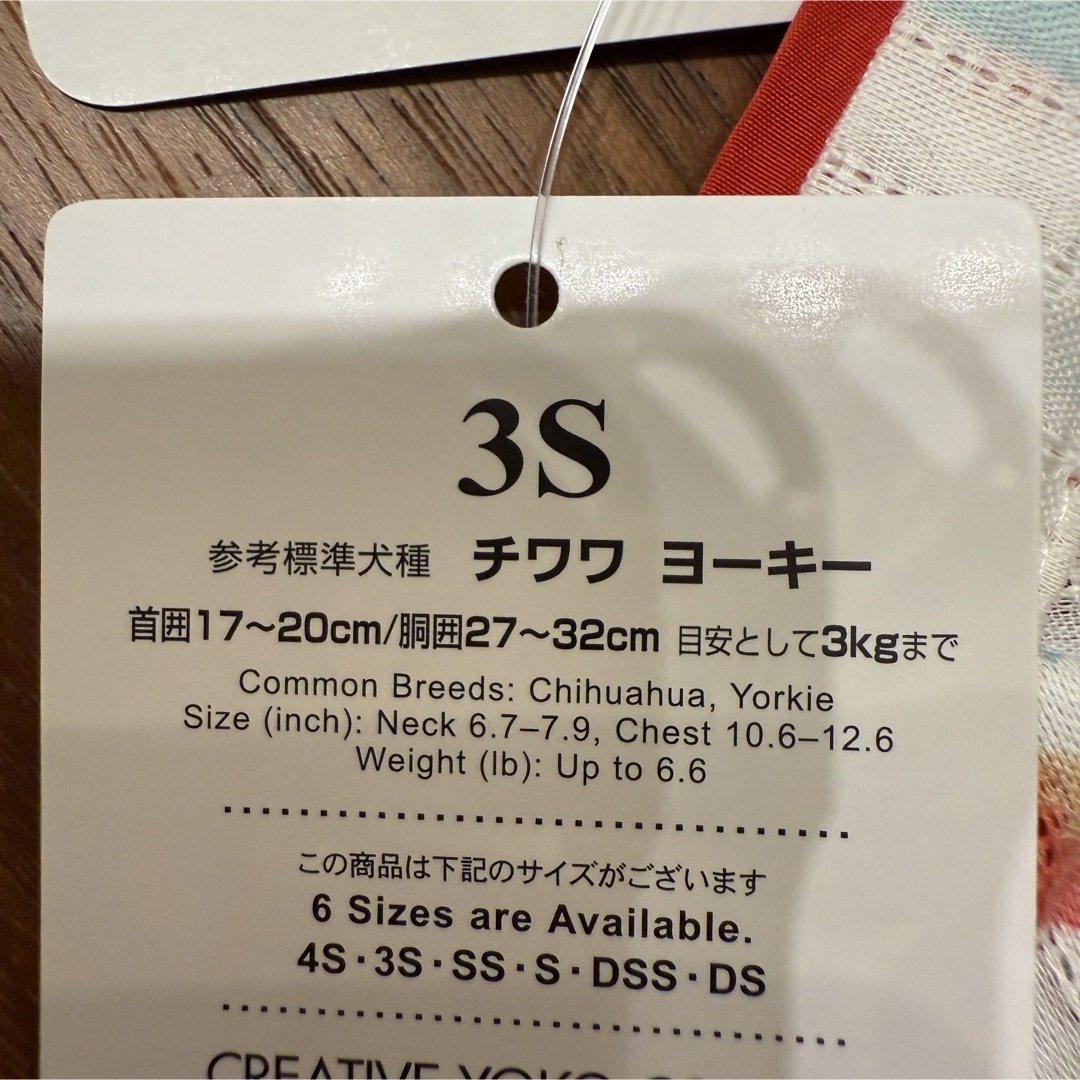 3S
参考標準犬種 チワワ ヨーキー
首囲17〜20cm/胴囲27〜32cm 目安として3kgまで
Common Breeds: Chihuahua, Yorkie
Size (inch): Neck 6.7–7.9, Chest 10.6–12.6
Weight (lb): Up to 6.6
この商品は下記のサイズがございます
6 Sizes are Available.
4S・3S・SS・S・DSS・DS
CREATIVE YOKO